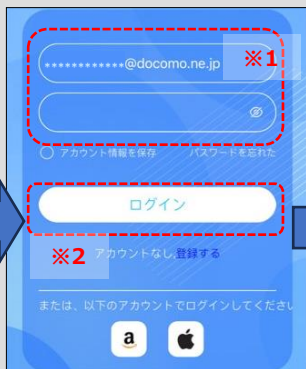 ************@docomo.ne.jp
※1
アカウント情報を保存 パスワードを忘れた
ログイン
※2
アカウントなし,登録する
または、以下のアカウントでログインしてくださ
a